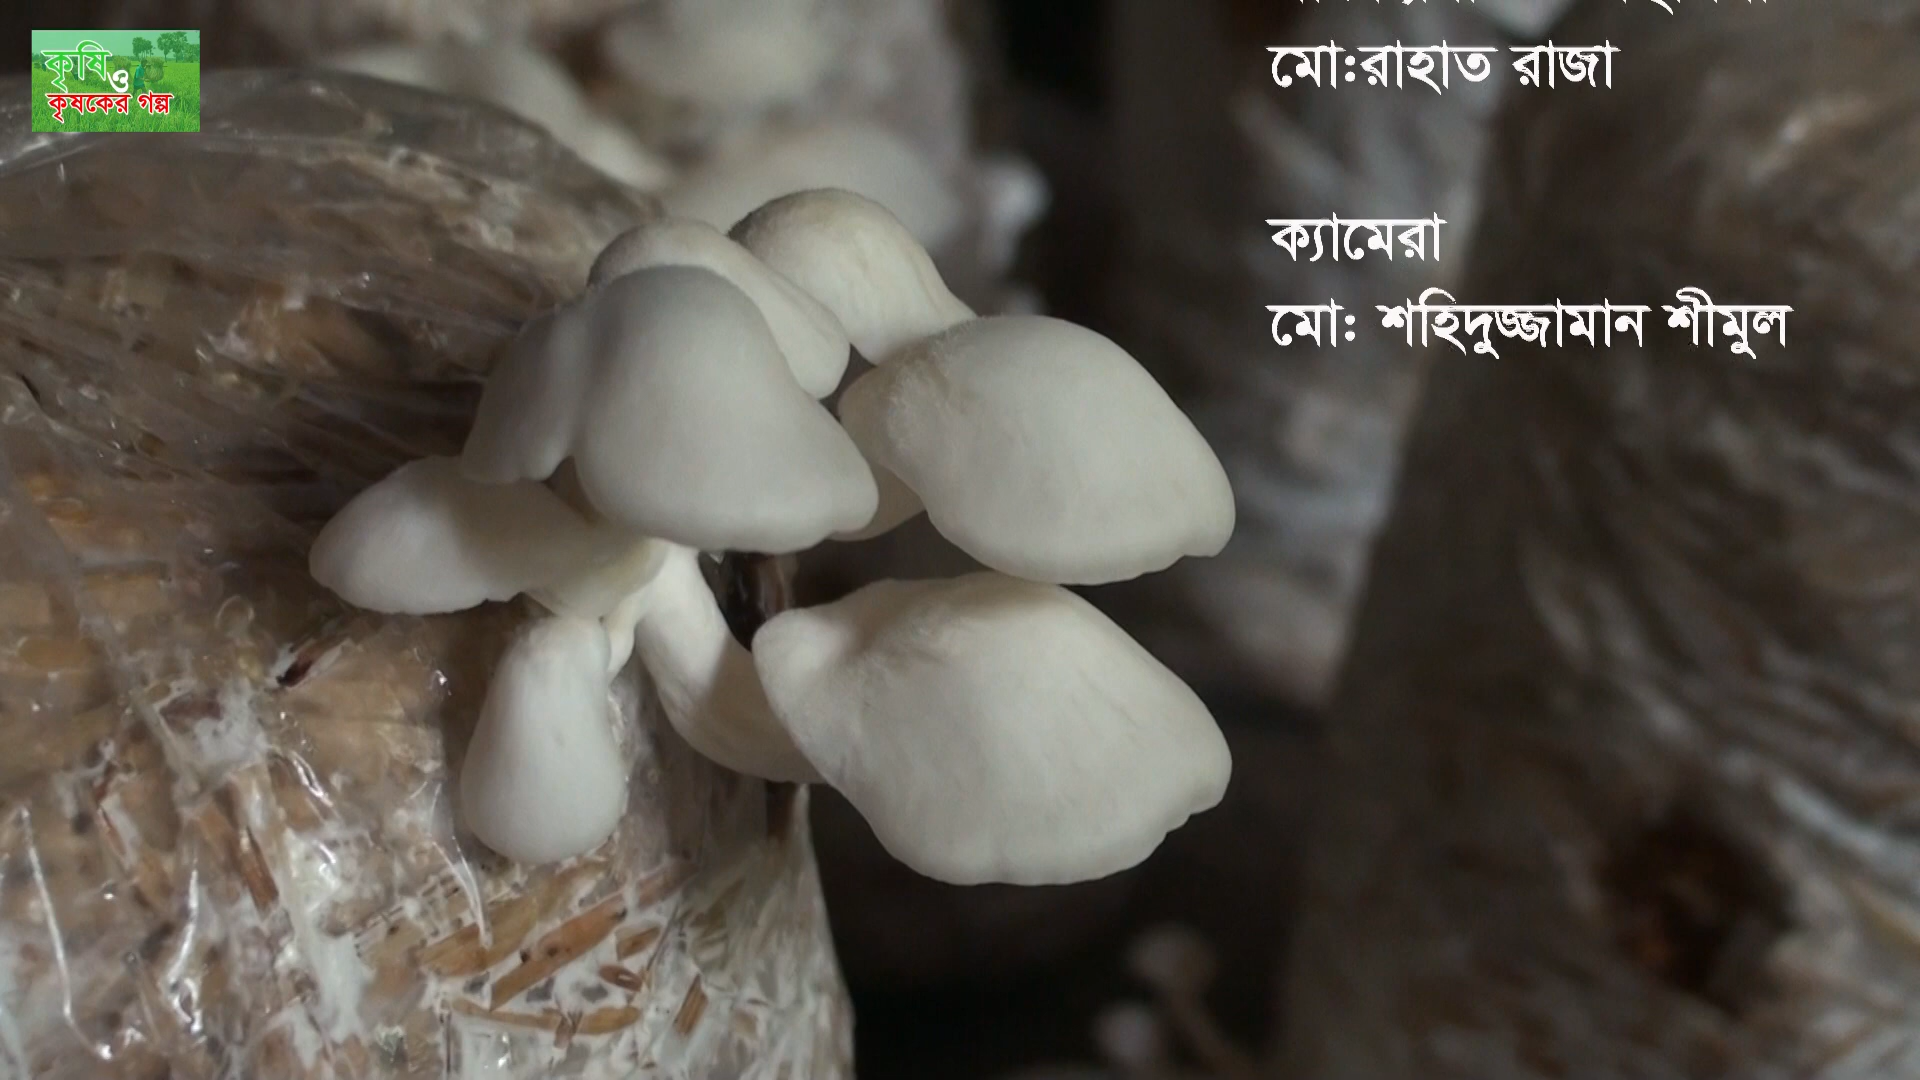 কৃষি
ও
কৃষকের গল্প
মো:রাহাত রাজা
ক্যামেরা
মো: শহিদুজ্জামান শীমুল